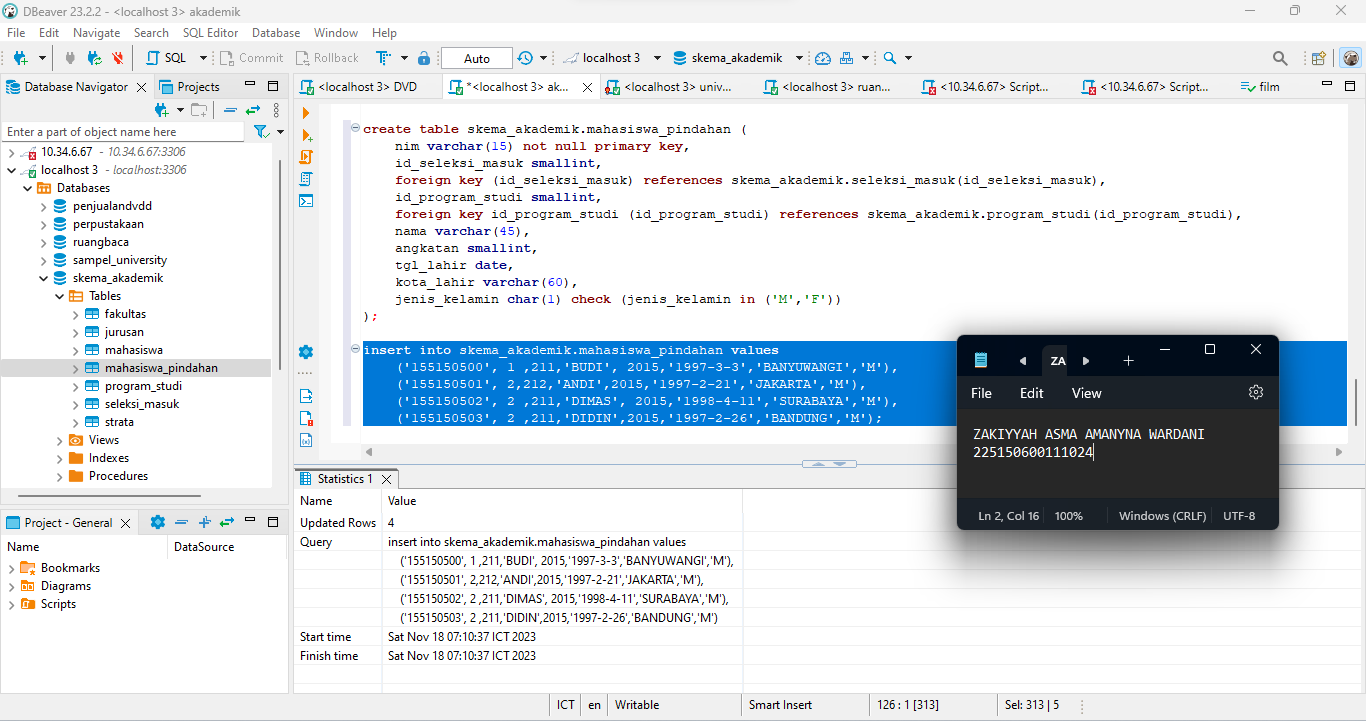 DBeaver 23.2.2 - <localhost 3> akademik
File Edit Navigate Search SQL Editor Database Window Help
SQL Commit Rollback Auto localhost 3 skema_akademik
Database Navigator Projects
<localhost 3> DVD *<localhost 3> ak... <localhost 3> univ... <localhost 3> ruan... <10.34.6.67> Script... <10.34.6.67> Script... film
Enter a part of object name here
10.34.6.67 - 10.34.6.67:3306
localhost 3 - localhost:3306
Databases
penjualandvdd
perpustakaan
ruangbaca
sampel_university
skema_akademik
Tables
fakultas
jurusan
mahasiswa
mahasiswa_pindahan
program_studi
seleksi_masuk
strata
Views
Indexes
Procedures
create table skema_akademik.mahasiswa_pindahan (
nim varchar(15) not null primary key,
id_seleksi_masuk smallint,
foreign key (id_seleksi_masuk) references skema_akademik.seleksi_masuk(id_seleksi_masuk),
id_program_studi smallint,
foreign key id_program_studi (id_program_studi) references skema_akademik.program_studi(id_program_studi),
nama varchar(45),
angkatan smallint,
tgl_lahir date,
kota_lahir varchar(60),
jenis_kelamin char(1) check (jenis_kelamin in ('M','F'))
);
insert into skema_akademik.mahasiswa_pindahan values
('155150500', 1 ,211,'BUDI', 2015,'1997-3-3','BANYUWANGI','M'),
('155150501', 2,212,'ANDI',2015,'1997-2-21','JAKARTA','M'),
('155150502', 2 ,211,'DIMAS', 2015,'1998-4-11','SURABAYA','M'),
('155150503', 2 ,211,'DIDIN',2015,'1997-2-26','BANDUNG','M');
ZA
File Edit View
ZAKIYYAH ASMA AMANYNA WARDANI
225150600111024
Ln 2, Col 16 100% Windows (CRLF) UTF-8
Statistics 1
Name Value
Updated Rows 4
Query insert into skema_akademik.mahasiswa_pindahan values
('155150500', 1 ,211,'BUDI', 2015,'1997-3-3','BANYUWANGI','M'),
('155150501', 2,212,'ANDI',2015,'1997-2-21','JAKARTA','M'),
('155150502', 2 ,211,'DIMAS', 2015,'1998-4-11','SURABAYA','M'),
('155150503', 2 ,211,'DIDIN',2015,'1997-2-26','BANDUNG','M')
Start time Sat Nov 18 07:10:37 ICT 2023
Finish time Sat Nov 18 07:10:37 ICT 2023
Project - General
Name DataSource
Bookmarks
Diagrams
Scripts
ICT en Writable Smart Insert 126 : 1 [313] Sel: 313 | 5